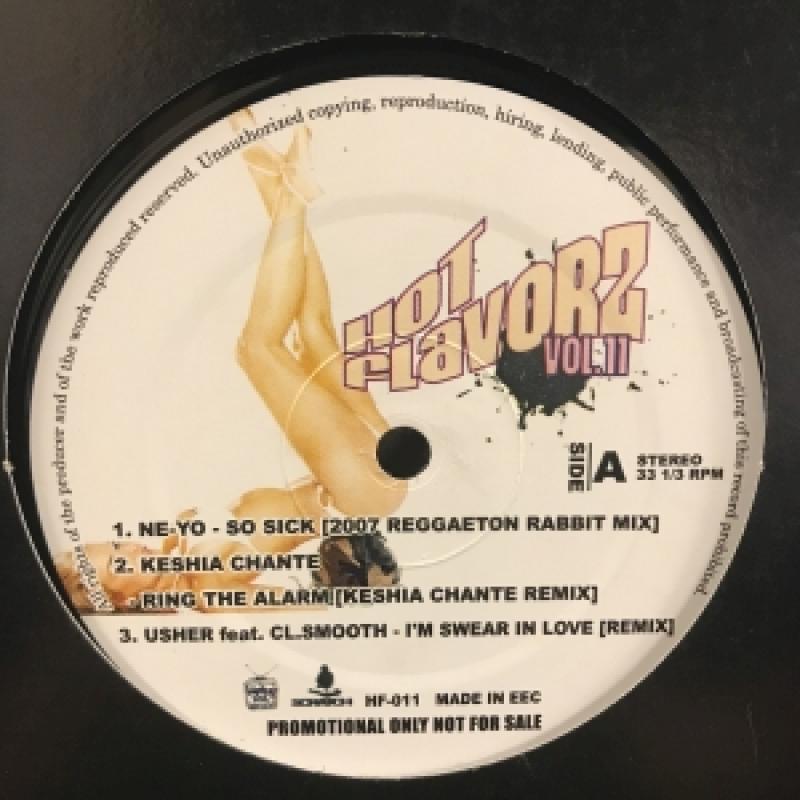 All rights of the producer and of the work reproduced reserved. Unauthorized copying, reproduction, hiring, lending, public performance and broadcasting of this record prohibited.
HOT
FLavORZ
VOL.11
SIDE A
STEREO
33 1/3 RPM
1. NE-YO - SO SICK [2007 REGGAETON RABBIT MIX]
2. KESHIA CHANTE
- RING THE ALARM [KESHIA CHANTE REMIX]
3. USHER feat. CL.SMOOTH - I'M SWEAR IN LOVE [REMIX]
HF-011 MADE IN EEC
PROMOTIONAL ONLY NOT FOR SALE